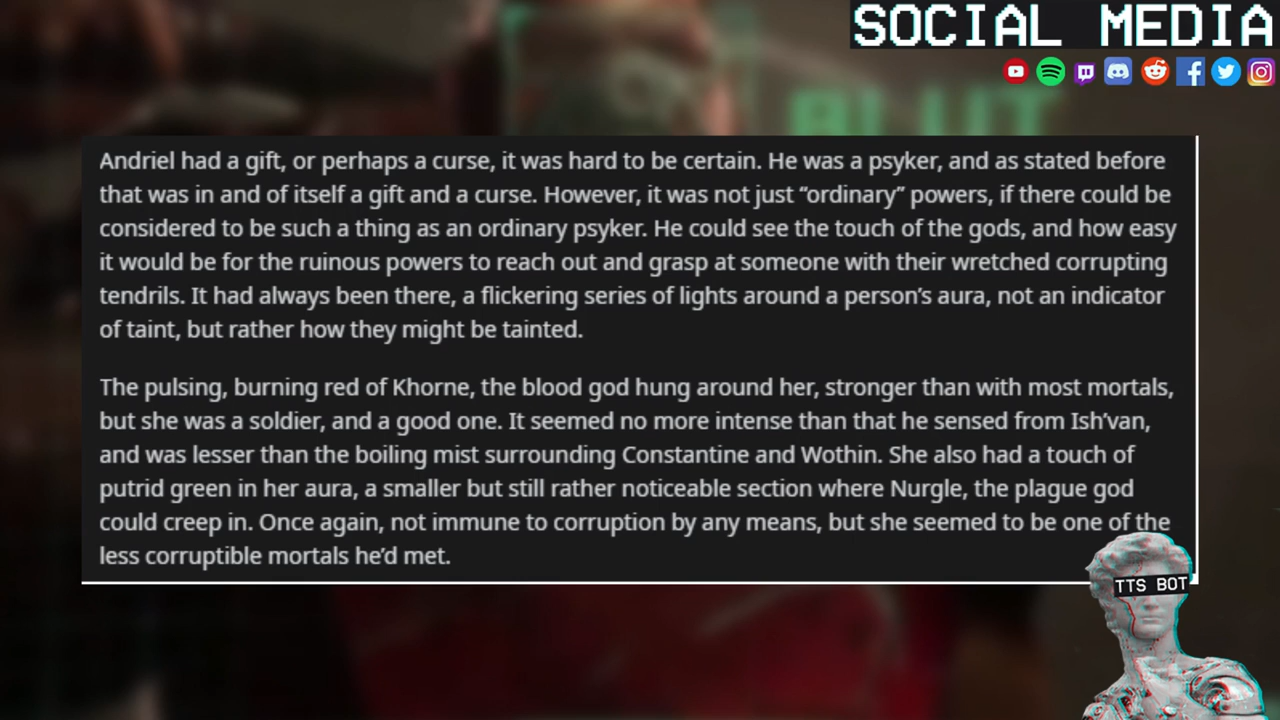 SOCIAL MEDIA
Andriel had a gift, or perhaps a curse, it was hard to be certain. He was a psyker, and as stated before
that was in and of itself a gift and a curse. However, it was not just “ordinary” powers, if there could be
considered to be such a thing as an ordinary psyker. He could see the touch of the gods, and how easy
it would be for the ruinous powers to reach out and grasp at someone with their wretched corrupting
tendrils. It had always been there, a flickering series of lights around a person’s aura, not an indicator
of taint, but rather how they might be tainted.
The pulsing, burning red of Khorne, the blood god hung around her, stronger than with most mortals,
but she was a soldier, and a good one. It seemed no more intense than that he sensed from Ish’van,
and was lesser than the boiling mist surrounding Constantine and Wothin. She also had a touch of
putrid green in her aura, a smaller but still rather noticeable section where Nurgle, the plague god
could creep in. Once again, not immune to corruption by any means, but she seemed to be one of the
less corruptible mortals he’d met.
TTS BOT